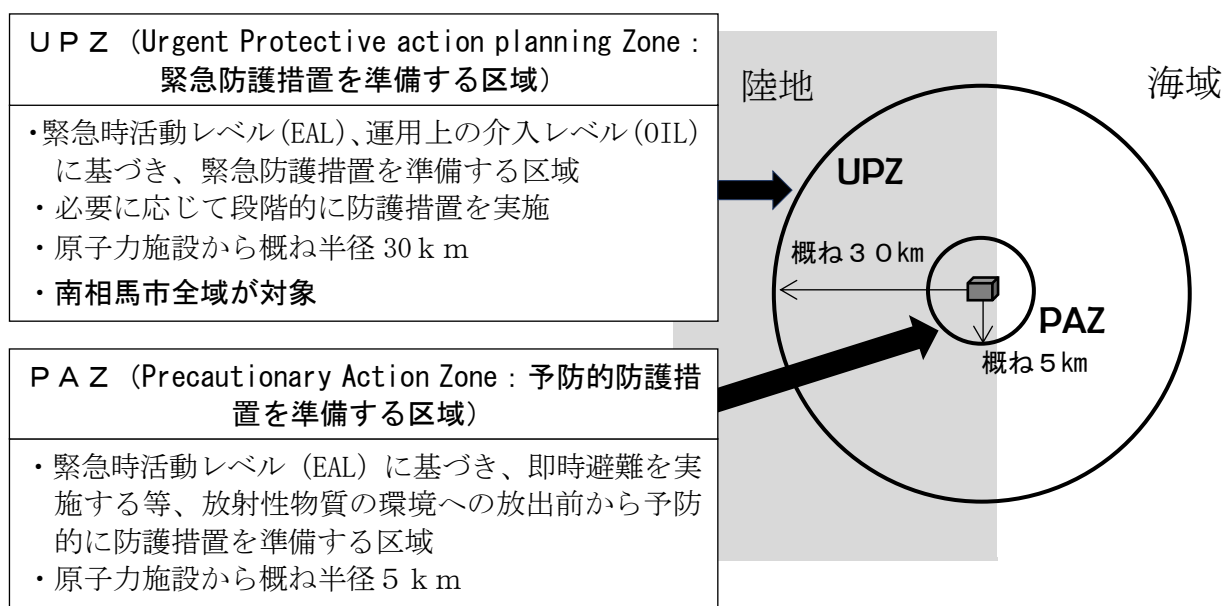 ＵＰＺ（Urgent Protective action planning Zone：
緊急防護措置を準備する区域）
・緊急時活動レベル(EAL)、運用上の介入レベル(OIL)
に基づき、緊急防護措置を準備する区域
・必要に応じて段階的に防護措置を実施
・原子力施設から概ね半径 30ｋｍ
・南相馬市全域が対象
ＰＡＺ（Precautionary Action Zone：予防的防護措
置を準備する区域）
・緊急時活動レベル（EAL）に基づき、即時避難を実
施する等、放射性物質の環境への放出前から予防
的に防護措置を準備する区域
・原子力施設から概ね半径５ｋｍ
陸地
海域
UPZ
概ね３０㎞
PAZ
概ね５㎞